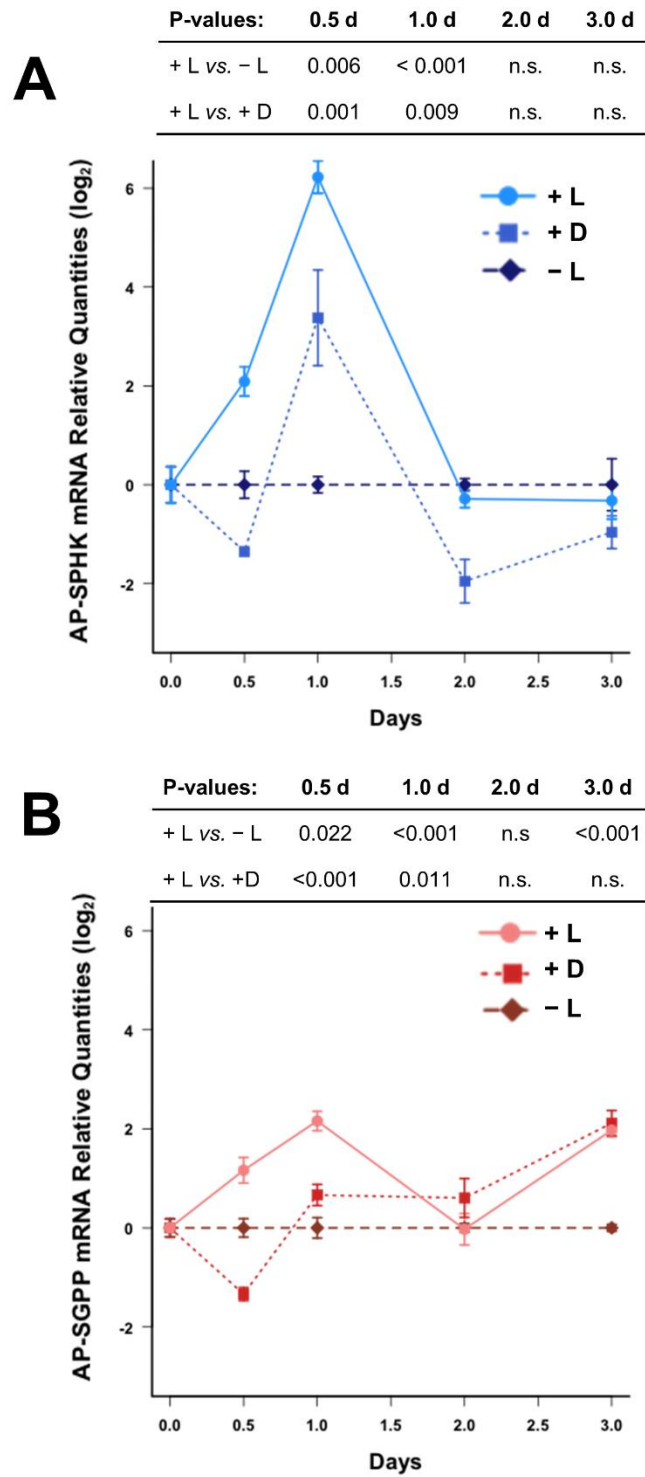 P-values: 0.5 d 1.0 d 2.0 d 3.0 d
A
+ L vs. − L 0.006 < 0.001 n.s. n.s.
+ L vs. + D 0.001 0.009 n.s. n.s.
AP-SPHK mRNA Relative Quantities (log₂)
6
4
2
0
-2
+ L
+ D
− L
0.0 0.5 1.0 1.5 2.0 2.5 3.0
Days
P-values: 0.5 d 1.0 d 2.0 d 3.0 d
B
+ L vs. − L 0.022 <0.001 n.s <0.001
+ L vs. +D <0.001 0.011 n.s. n.s.
AP-SGPP mRNA Relative Quantities (log₂)
6
4
2
0
-2
+ L
+ D
− L
0.0 0.5 1.0 1.5 2.0 2.5 3.0
Days